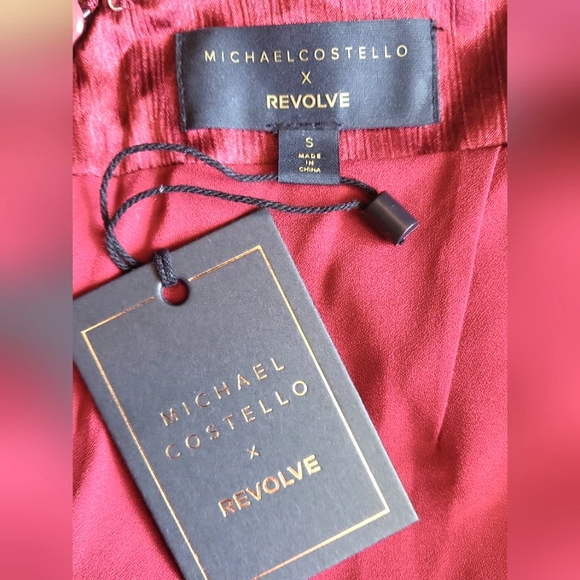 MICHAELCOSTELLO
X
REVOLVE
S
MADE
IN
CHINA
MICHAEL
COSTELLO
X
REVOLVE